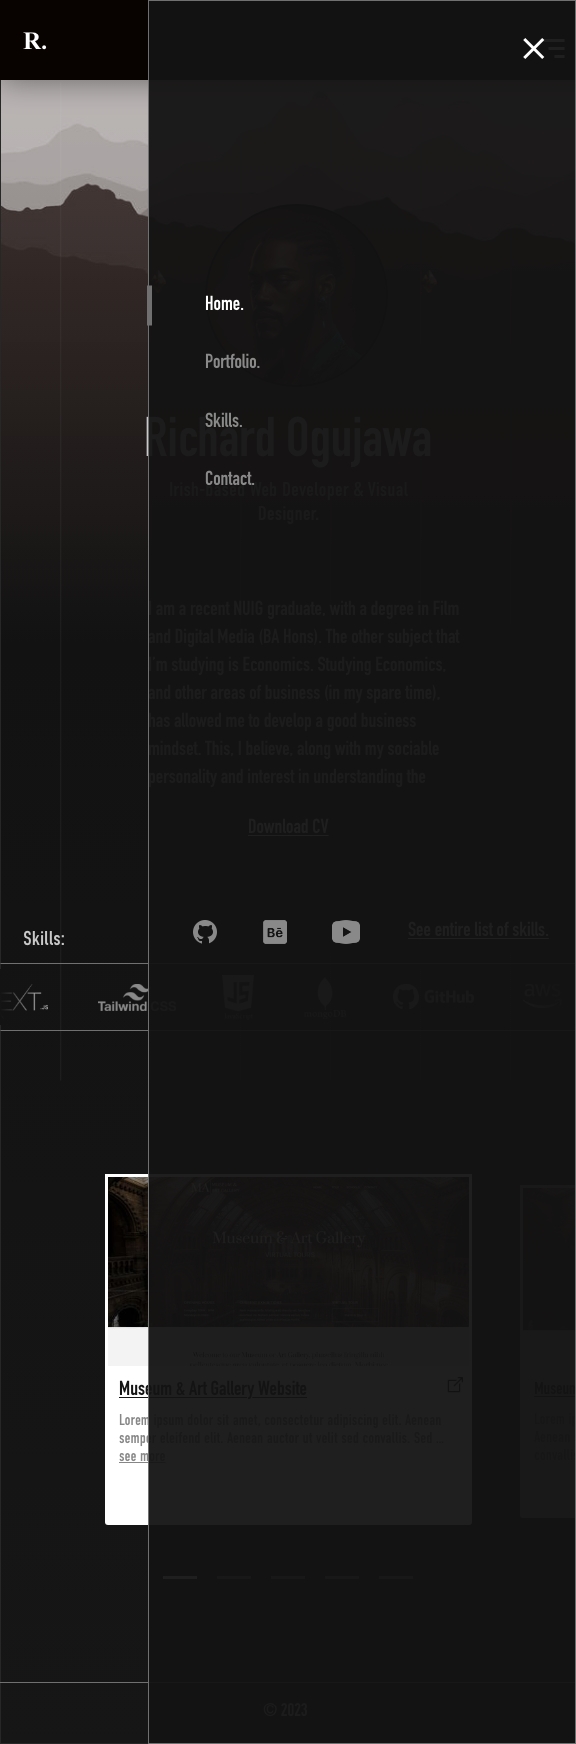 R.
Home.
Portfolio.
Skills.
Richard Ogujawa
Contact.
Irish-based Web Developer & Visual
Designer.
I am a recent NUIG graduate, with a degree in Film
and Digital Media (BA Hons). The other subject that
I'm studying is Economics. Studying Economics,
and other areas of business (in my spare time),
has allowed me to develop a good business
mindset. This, I believe, along with my sociable
personality and interest in understanding the
Download CV
Skills:
Bē
See entire list of skills.
EXT.JS
Tailwind CSS
JS
GitHub
aws
Museum & Art Gallery
Museum & Art Gallery Website
Museum
Lorem ipsum dolor sit amet, consectetur adipiscing elit. Aenean
semper eleifend elit. Aenean auctor ut velit sed convallis. Sed
see more
© 2023